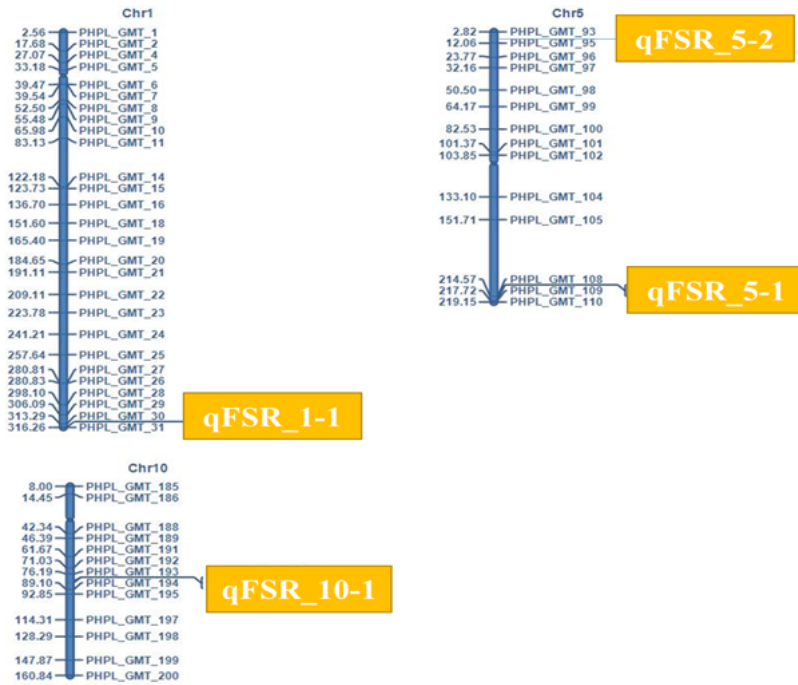 Chr1
2.56 PHPL_GMT_1
17.68 PHPL_GMT_2
27.07 PHPL_GMT_4
33.18 PHPL_GMT_5
39.47 PHPL_GMT_6
39.54 PHPL_GMT_7
52.50 PHPL_GMT_8
55.48 PHPL_GMT_9
65.98 PHPL_GMT_10
83.13 PHPL_GMT_11
122.18 PHPL_GMT_14
123.73 PHPL_GMT_15
136.70 PHPL_GMT_16
151.60 PHPL_GMT_18
165.40 PHPL_GMT_19
184.65 PHPL_GMT_20
191.11 PHPL_GMT_21
209.11 PHPL_GMT_22
223.78 PHPL_GMT_23
241.21 PHPL_GMT_24
257.64 PHPL_GMT_25
280.81 PHPL_GMT_27
280.83 PHPL_GMT_26
298.10 PHPL_GMT_28
306.09 PHPL_GMT_29
313.29 PHPL_GMT_30
316.26 PHPL_GMT_31
qFSR_1-1
Chr5
2.82 PHPL_GMT_93
12.06 PHPL_GMT_95
23.77 PHPL_GMT_96
32.16 PHPL_GMT_97
50.50 PHPL_GMT_98
64.17 PHPL_GMT_99
82.53 PHPL_GMT_100
101.37 PHPL_GMT_101
103.85 PHPL_GMT_102
133.10 PHPL_GMT_104
151.71 PHPL_GMT_105
214.57 PHPL_GMT_108
217.72 PHPL_GMT_109
219.15 PHPL_GMT_110
qFSR_5-2
qFSR_5-1
Chr10
8.00 PHPL_GMT_185
14.45 PHPL_GMT_186
42.34 PHPL_GMT_188
46.39 PHPL_GMT_189
61.67 PHPL_GMT_191
71.03 PHPL_GMT_192
76.19 PHPL_GMT_193
89.10 PHPL_GMT_194
92.85 PHPL_GMT_195
114.31 PHPL_GMT_197
128.29 PHPL_GMT_198
147.87 PHPL_GMT_199
160.84 PHPL_GMT_200
qFSR_10-1